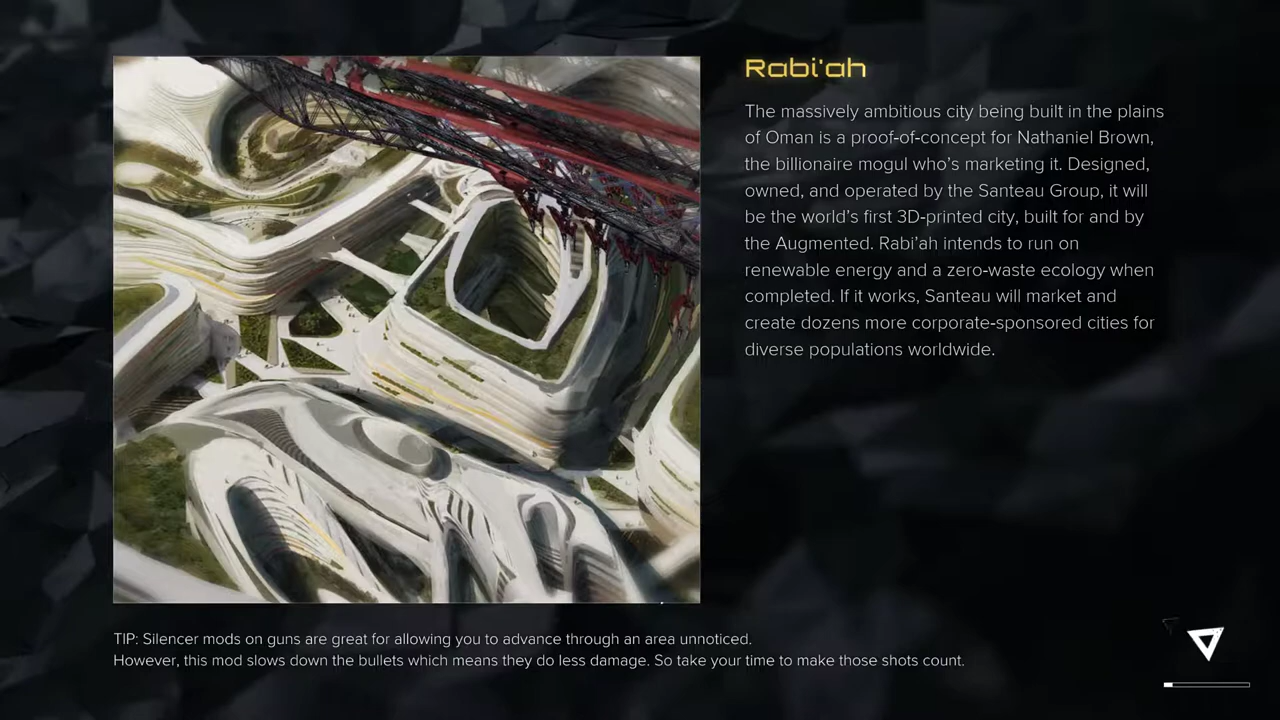 Rabi'ah
The massively ambitious city being built in the plains
of Oman is a proof-of-concept for Nathaniel Brown,
the billionaire mogul who's marketing it. Designed,
owned, and operated by the Santeau Group, it will
be the world's first 3D-printed city, built for and by
the Augmented. Rabi'ah intends to run on
renewable energy and a zero-waste ecology when
completed. If it works, Santeau will market and
create dozens more corporate-sponsored cities for
diverse populations worldwide.
TIP: Silencer mods on guns are great for allowing you to advance through an area unnoticed.
However, this mod slows down the bullets which means they do less damage. So take your time to make those shots count.